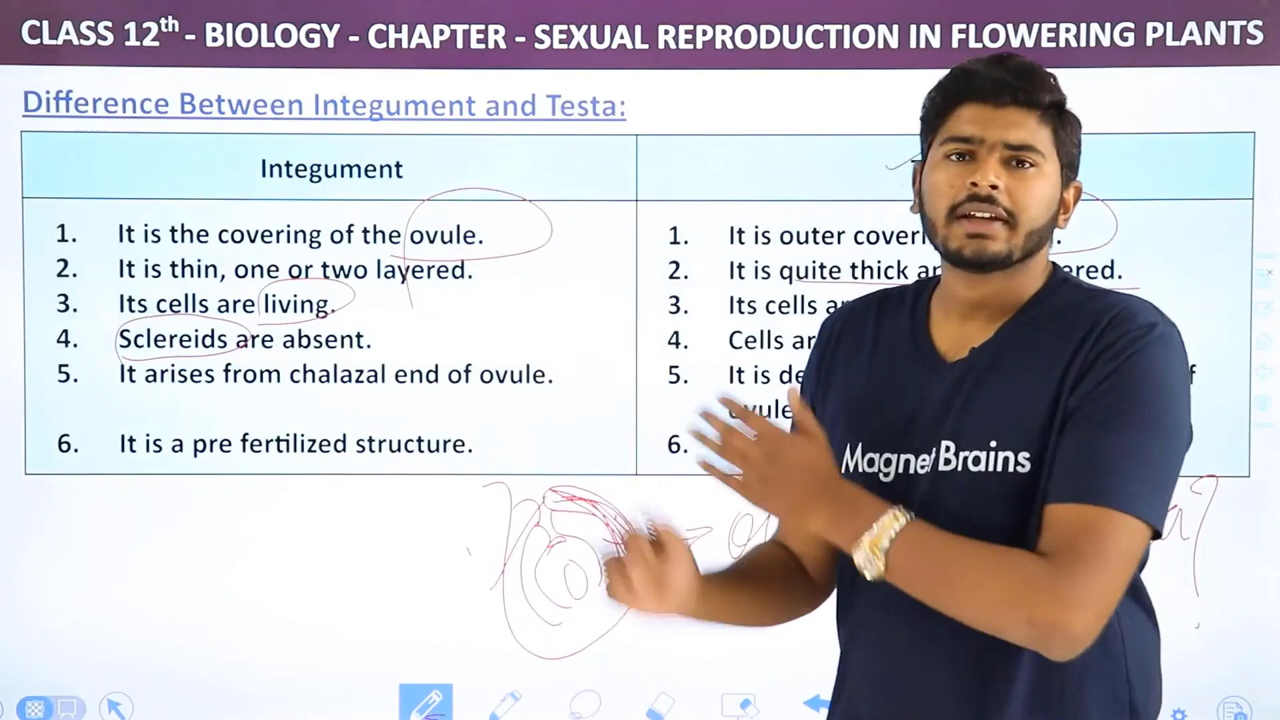 CLASS 12th - BIOLOGY - CHAPTER - SEXUAL REPRODUCTION IN FLOWERING PLANTS
Difference Between Integument and Testa:
Integument
1. It is the covering of the ovule.
2. It is thin, one or two layered.
3. Its cells are living.
4. Sclereids are absent.
5. It arises from chalazal end of ovule.
6. It is a pre fertilized structure.
1. It is outer
2. It is quite thick
3. Its cells
4. Cells
5. It is
6.
Magnet Brains